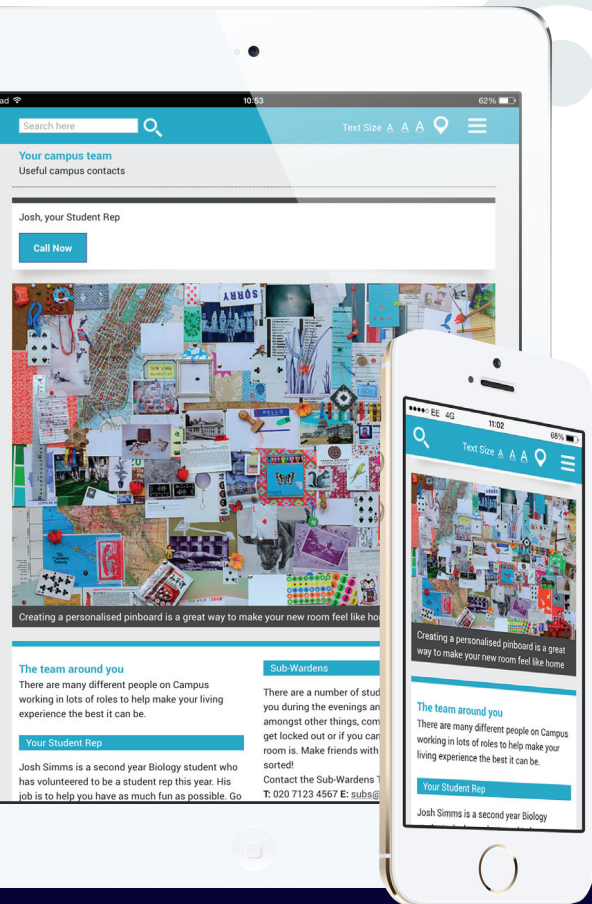 ad
10:53
62%
Search here
Text Size A A A
Your campus team
Useful campus contacts
Josh, your Student Rep
Call Now
SORRY
NEW YORK
HELLO
Creating a personalised pinboard is a great way to make your new room feel like ho
The team around you
There are many different people on Campus
working in lots of roles to help make your living
experience the best it can be.
Your Student Rep
Josh Simms is a second year Biology student who
has volunteered to be a student rep this year. His
job is to help you have as much fun as possible. Go
Sub-Wardens
There are a number of stud
you during the evenings an
amongst other things, com
get locked out or if you can
room is. Make friends with
sorted!
Contact the Sub-Wardens T
T: 020 7123 4567 E: subs@
EE 4G
11:02
68%
Text Size A A A
Creating a personalised pinboard is a great
way to make your new room feel like home
The team around you
There are many different people on Campus
working in lots of roles to help make your
living experience the best it can be.
Your Student Rep
Josh Simms is a second year Biology